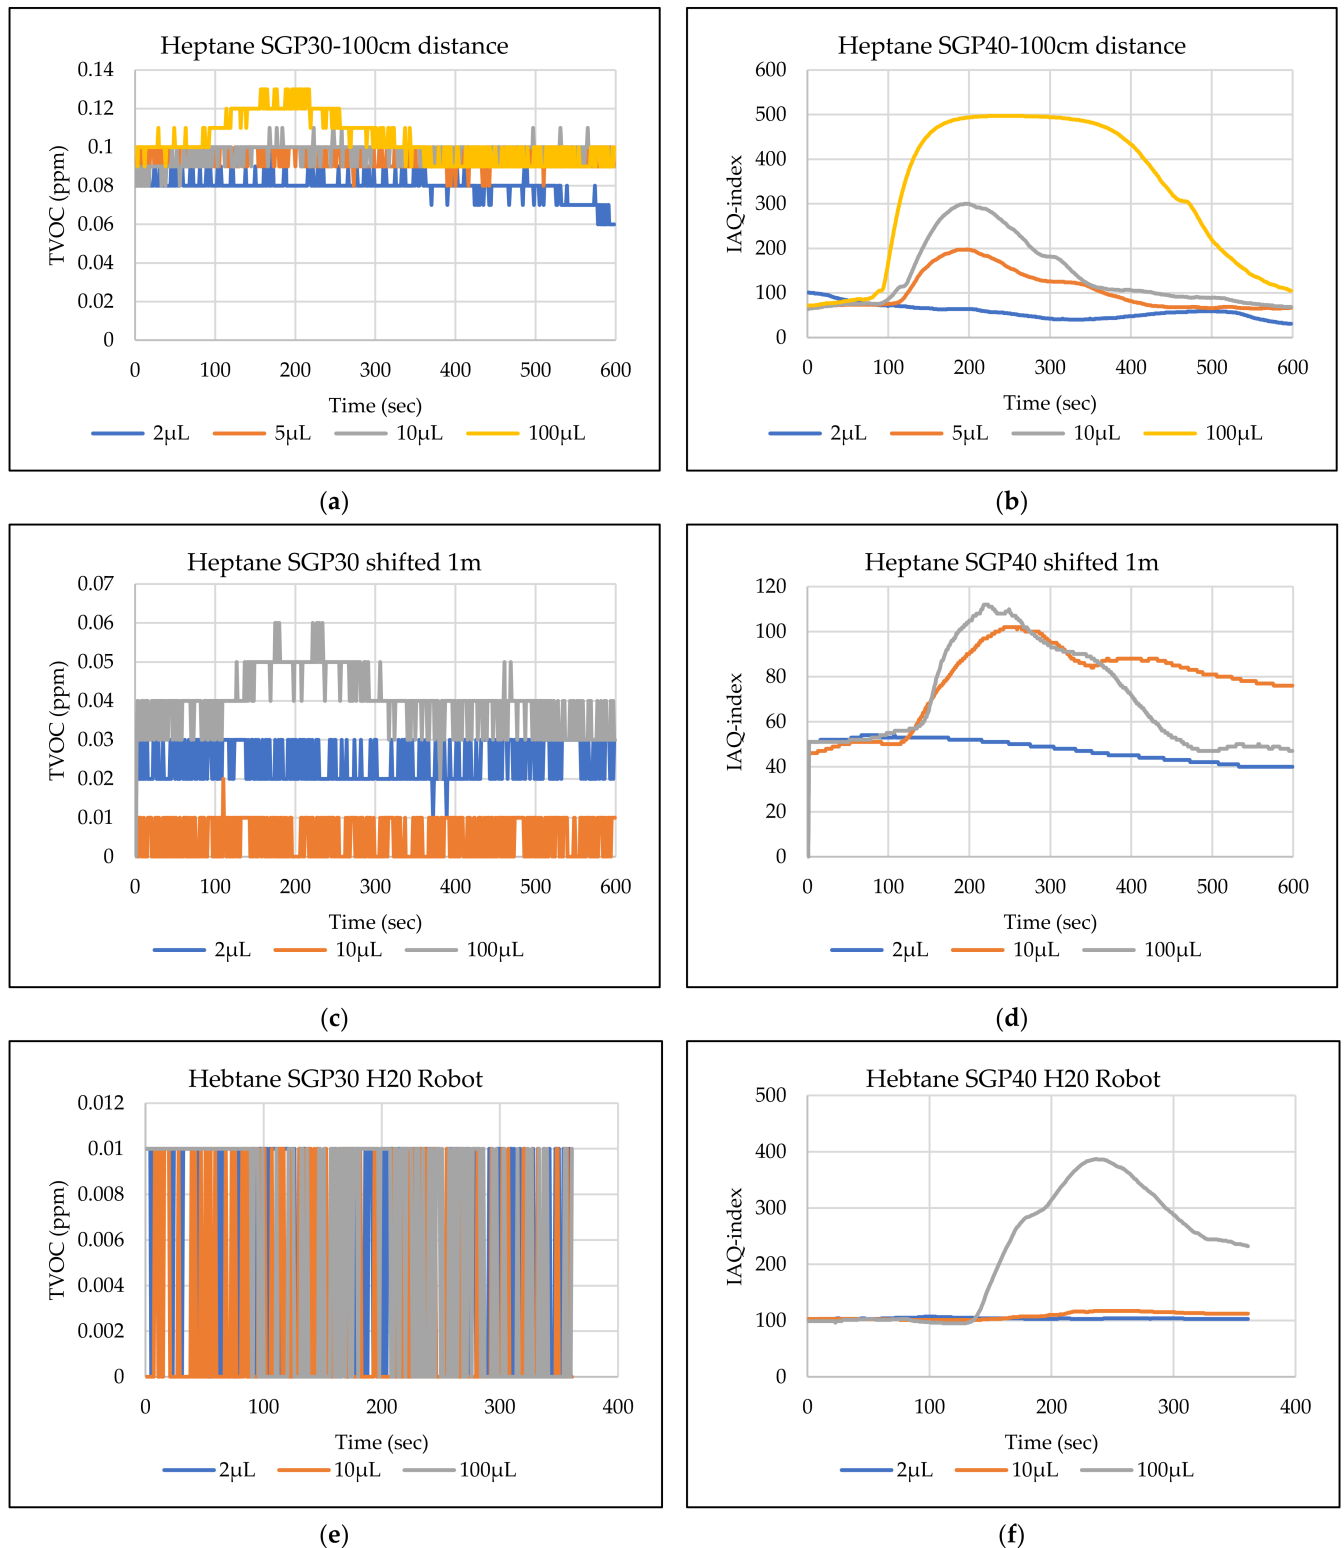 Heptane SGP30-100cm distance
0.14
0.12
0.1
0.08
0.06
0.04
0.02
0
TVOC (ppm)
0 100 200 300 400 500 600
Time (sec)
2µL 5µL 10µL 100µL
(a)
Heptane SGP40-100cm distance
600
500
400
300
200
100
0
IAQ-index
0 100 200 300 400 500 600
Time (sec)
2µL 5µL 10µL 100µL
(b)
Heptane SGP30 shifted 1m
0.07
0.06
0.05
0.04
0.03
0.02
0.01
0
TVOC (ppm)
0 100 200 300 400 500 600
Time (sec)
2µL 10µL 100µL
(c)
Heptane SGP40 shifted 1m
120
100
80
60
40
20
0
IAQ-index
0 100 200 300 400 500 600
Time (sec)
2µL 10µL 100µL
(d)
Hebtane SGP30 H20 Robot
0.012
0.01
0.008
0.006
0.004
0.002
0
TVOC (ppm)
0 100 200 300 400
Time (sec)
2µL 10µL 100µL
(e)
Hebtane SGP40 H20 Robot
500
400
300
200
100
0
IAQ-index
0 100 200 300 400
Time (sec)
2µL 10µL 100µL
(f)